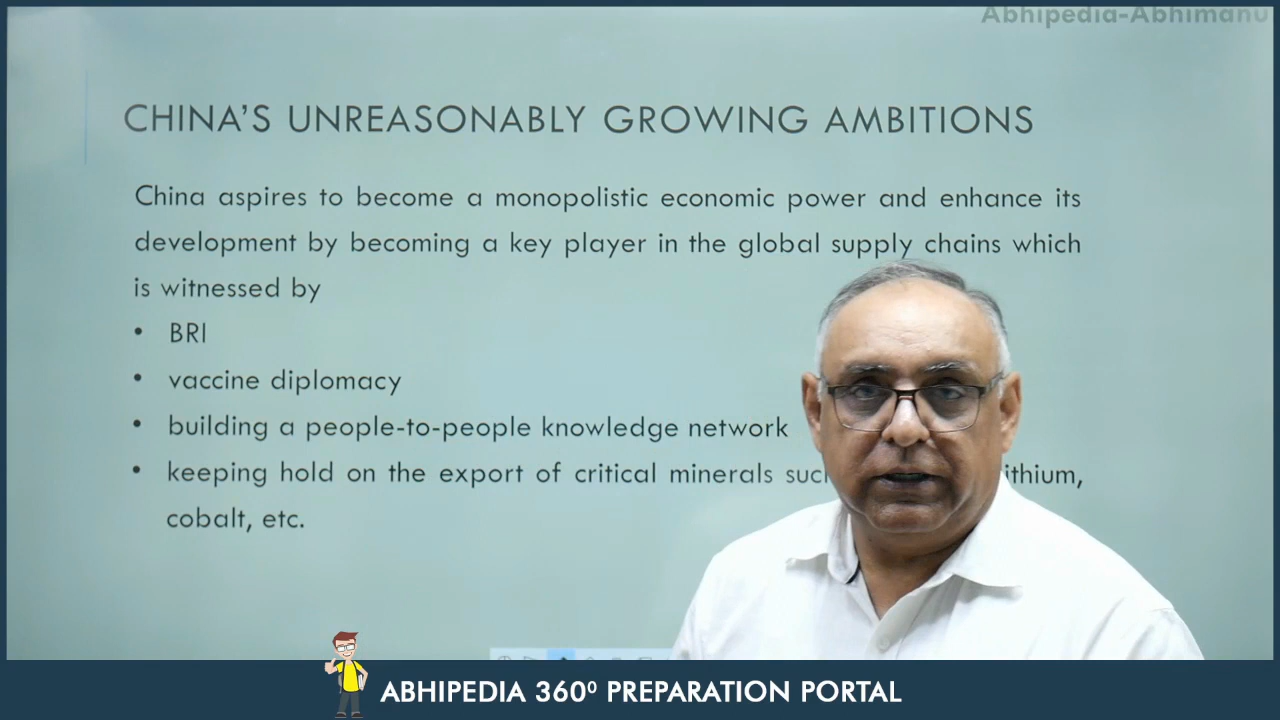 Abhipedia-Abhimanu
CHINA'S UNREASONABLY GROWING AMBITIONS
China aspires to become a monopolistic economic power and enhance its
development by becoming a key player in the global supply chains which
is witnessed by
• BRI
• vaccine diplomacy
• building a people-to-people knowledge network
• keeping hold on the export of critical minerals
cobalt, etc.
ABHIPEDIA 360⁰ PREPARATION PORTAL